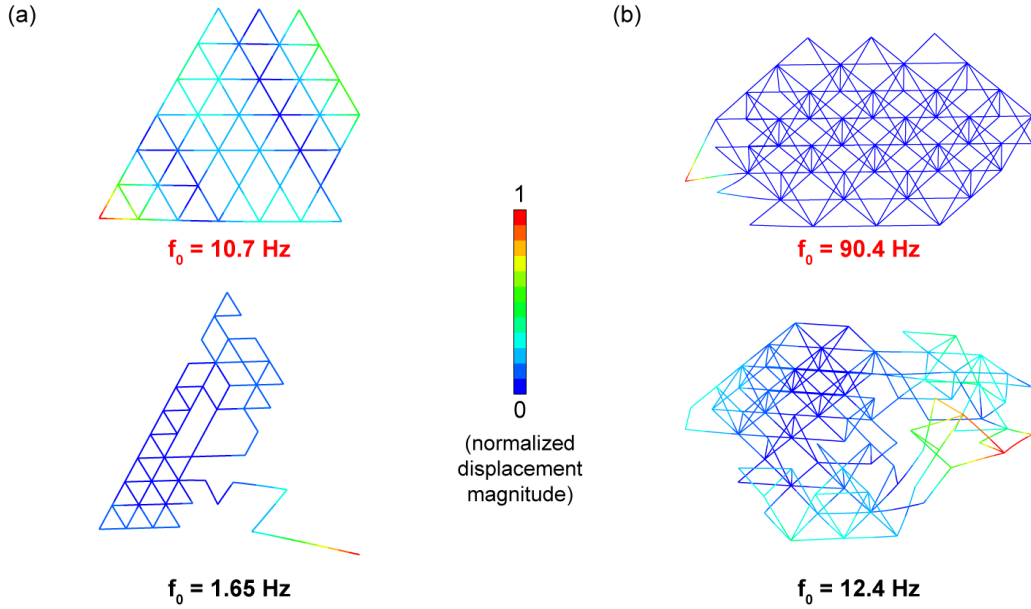 (a)
(b)
f₀ = 10.7 Hz
f₀ = 90.4 Hz
1
0
(normalized
displacement
magnitude)
f₀ = 1.65 Hz
f₀ = 12.4 Hz